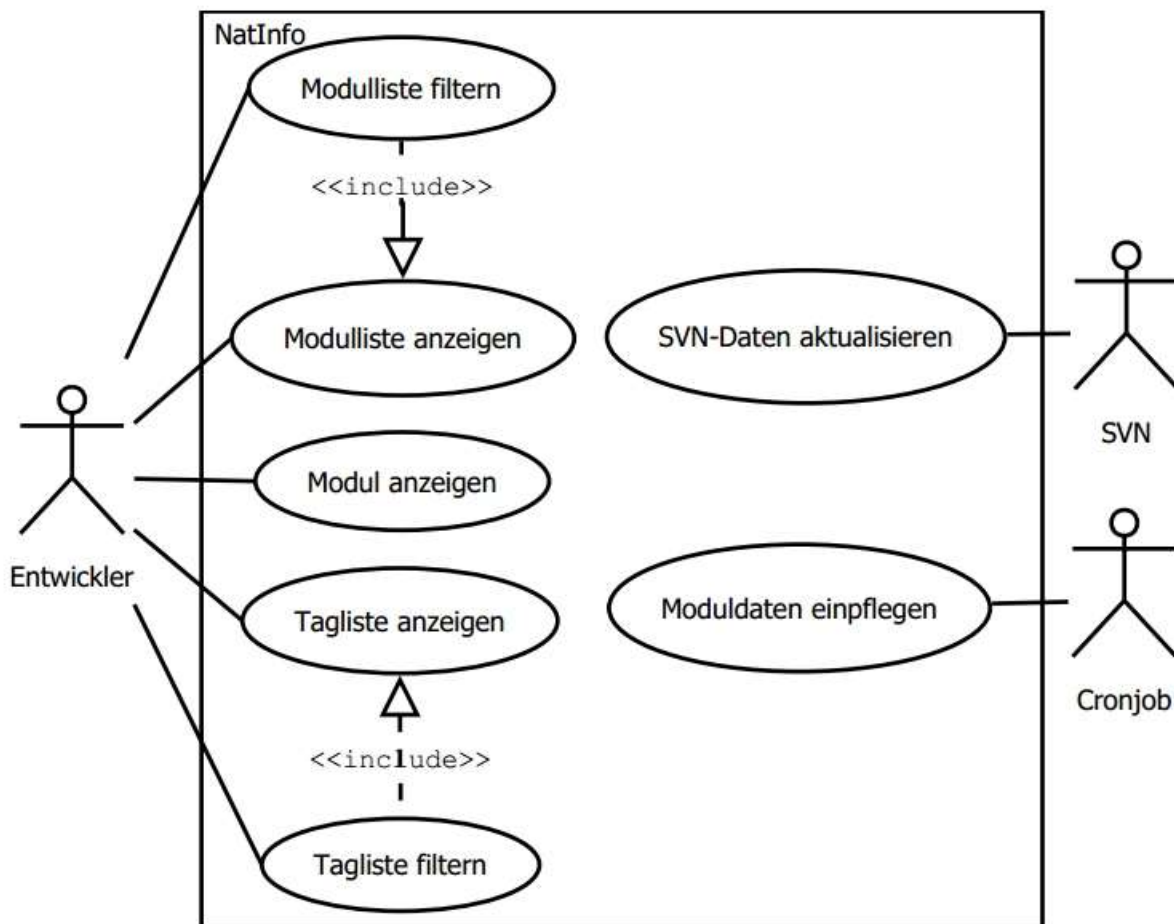 NatInfo
Modulliste filtern
<<include>>
Modulliste anzeigen
SVN-Daten aktualisieren
SVN
Modul anzeigen
Entwickler
Tagliste anzeigen
Moduldaten einpflegen
Cronjob
<<include>>
Tagliste filtern